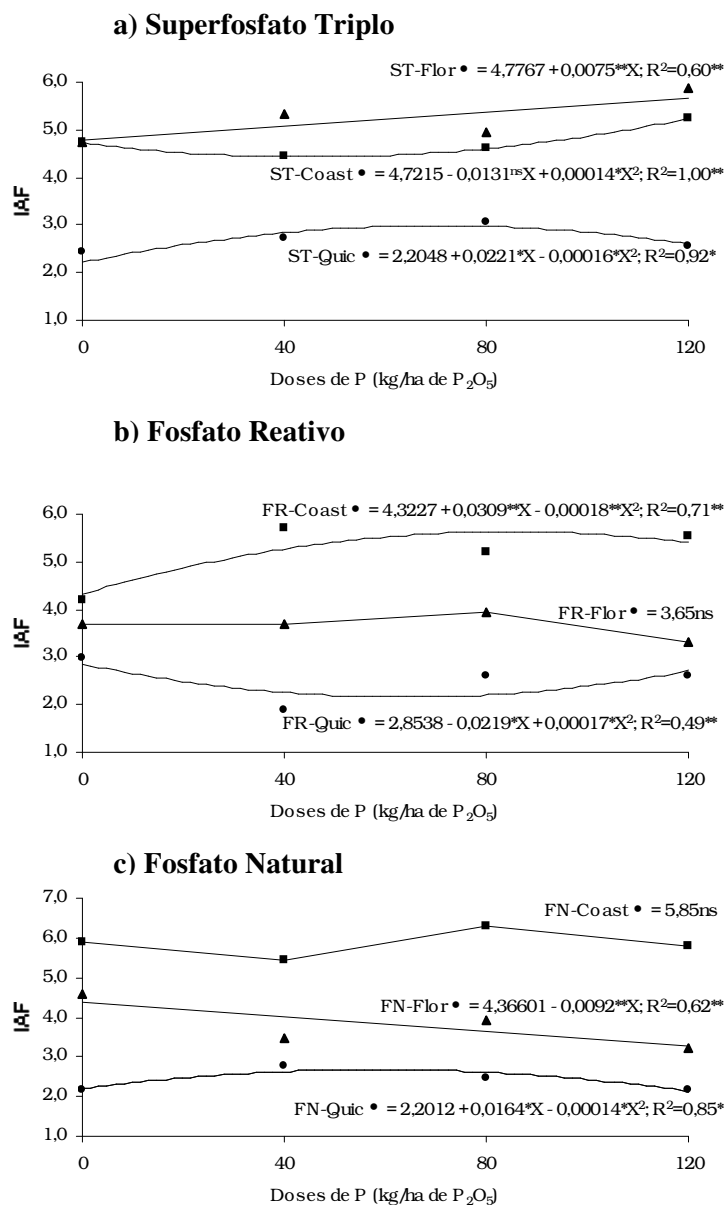 a) Superfosfato Triplo
ST-Flor • = 4,7767 + 0,0075**X; R²=0,60**
6,0
5,0
4,0
3,0
2,0
1,0
IAF
ST-Coast • = 4,7215 - 0,0131ⁿˢX + 0,00014*X²; R²=1,00**
ST-Quic • = 2,2048 + 0,0221*X - 0,00016*X²; R²=0,92*
0 40 80 120
Doses de P (kg/ha de P₂O₅)
b) Fosfato Reativo
FR-Coast • = 4,3227 + 0,0309**X - 0,00018**X²; R²=0,71**
6,0
5,0
4,0
3,0
2,0
1,0
IAF
FR-Flor • = 3,65ns
FR-Quic • = 2,8538 - 0,0219*X + 0,00017*X²; R²=0,49**
0 40 80 120
Doses de P (kg/ha de P₂O₅)
c) Fosfato Natural
7,0
6,0
5,0
4,0
3,0
2,0
1,0
IAF
FN-Coast • = 5,85ns
FN-Flor • = 4,36601 - 0,0092**X; R²=0,62**
FN-Quic • = 2,2012 + 0,0164*X - 0,00014*X²; R²=0,85*
0 40 80 120
Doses de P (kg/ha de P₂O₅)